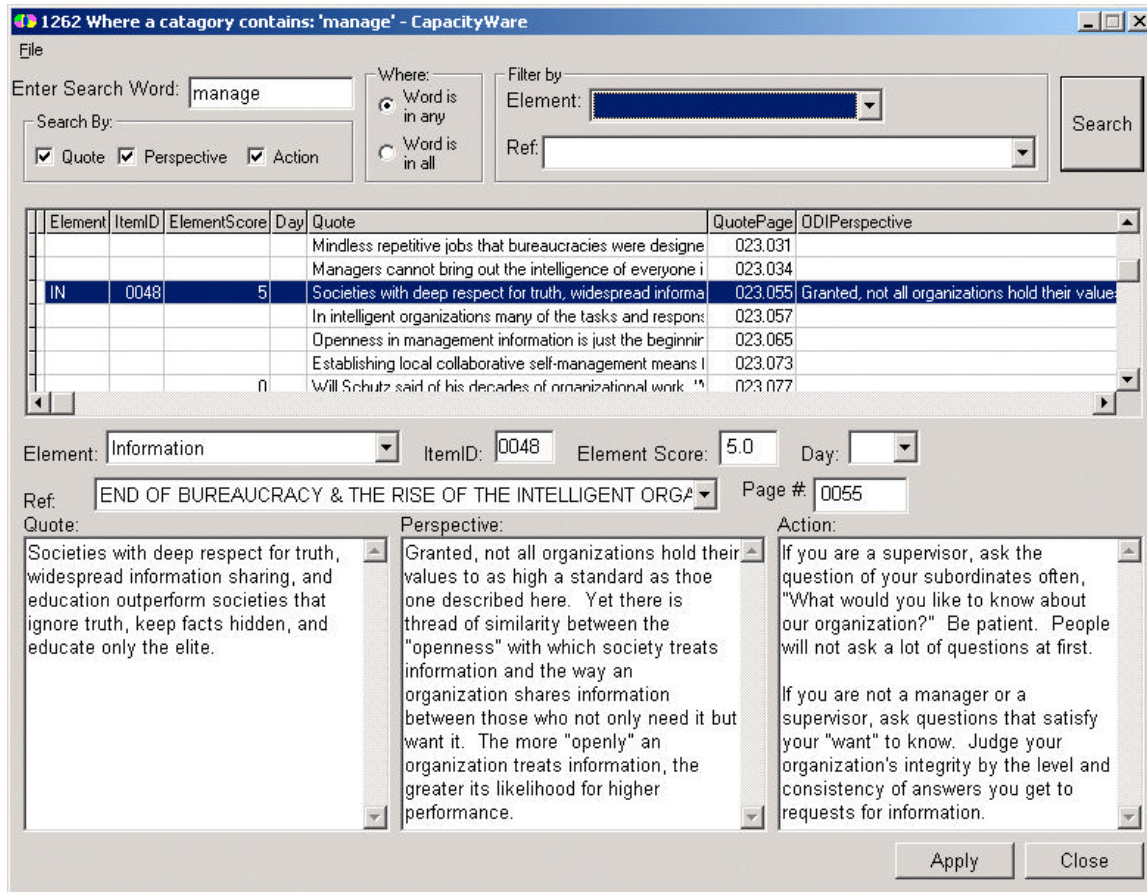 1262 Where a catagory contains: 'manage' - CapacityWare
File
Enter Search Word: manage
Search By:
Quote Perspective Action
Where:
Word is
in any
Word is
in all
Filter by
Element:
Ref:
Search
Element ItemID ElementScore Day Quote QuotePage ODIPerspective
Mindless repetitive jobs that bureaucracies were designe 023.031
Managers cannot bring out the intelligence of everyone i 023.034
IN 0048 5 Societies with deep respect for truth, widespread informa 023.055 Granted, not all organizations hold their value
In intelligent organizations many of the tasks and respon 023.057
Openness in management information is just the beginnin 023.065
Establishing local collaborative self-management means 023.073
0 Will Schutz said of his decades of organizational work, 023.077
Element: Information ItemID: 0048 Element Score: 5.0 Day:
Ref: END OF BUREAUCRACY & THE RISE OF THE INTELLIGENT ORGA Page #: 0055
Quote:
Societies with deep respect for truth,
widespread information sharing, and
education outperform societies that
ignore truth, keep facts hidden, and
educate only the elite.
Perspective:
Granted, not all organizations hold their
values to as high a standard as thoe
one described here. Yet there is
thread of similarity between the
"openness" with which society treats
information and the way an
organization shares information
between those who not only need it but
want it. The more "openly" an
organization treats information, the
greater its likelihood for higher
performance.
Action:
If you are a supervisor, ask the
question of your subordinates often,
"What would you like to know about
our organization?" Be patient. People
will not ask a lot of questions at first.
If you are not a manager or a
supervisor, ask questions that satisfy
your "want" to know. Judge your
organization's integrity by the level and
consistency of answers you get to
requests for information.
Apply
Close